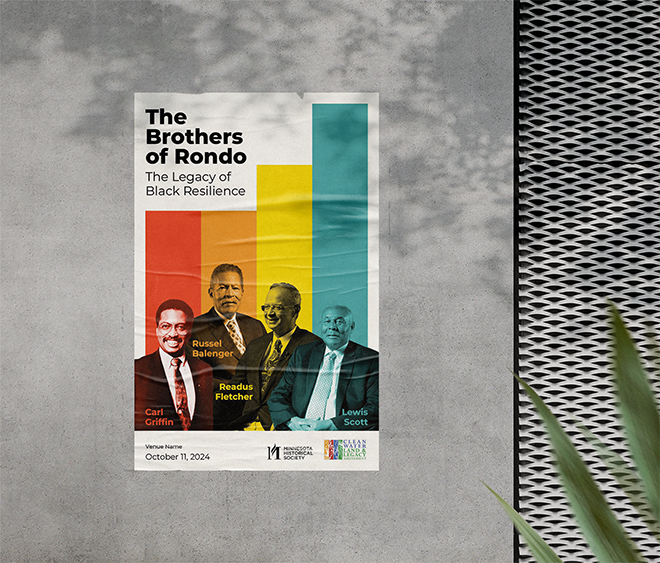 The
Brothers
of Rondo
The Legacy of
Black Resilience
Russel
Balenger
Readus
Fletcher
Carl
Griffin
Lewis
Scott
Venue Name
October 11, 2024
MINNESOTA
HISTORICAL
SOCIETY
CLEAN
WATER
LAND &
LEGACY